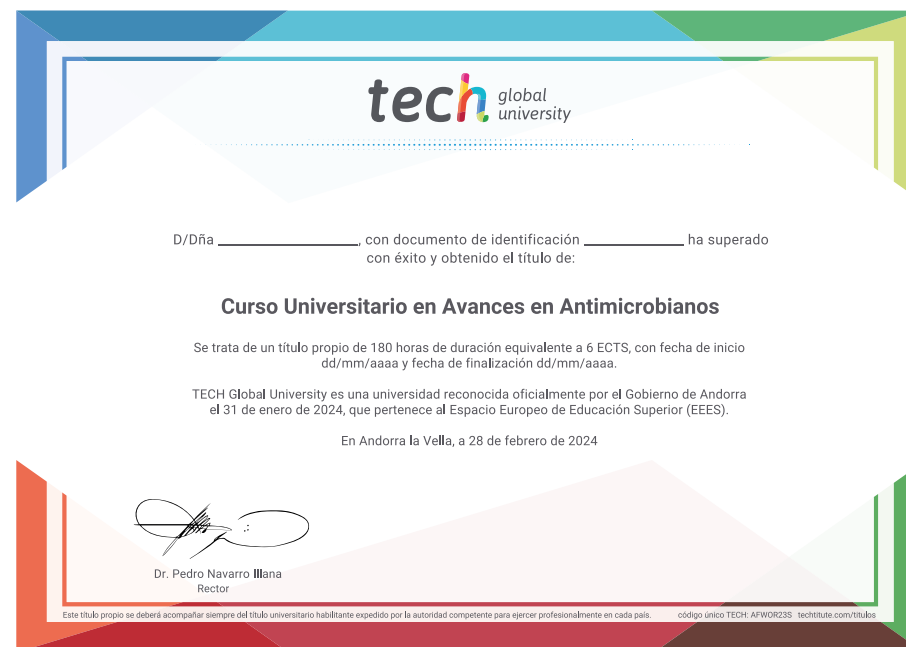 tech global university
D/Dña ____________________, con documento de identificación ______________ ha superado
con éxito y obtenido el título de:
Curso Universitario en Avances en Antimicrobianos
Se trata de un título propio de 180 horas de duración equivalente a 6 ECTS, con fecha de inicio
dd/mm/aaaa y fecha de finalización dd/mm/aaaa.
TECH Global University es una universidad reconocida oficialmente por el Gobierno de Andorra
el 31 de enero de 2024, que pertenece al Espacio Europeo de Educación Superior (EEES).
En Andorra la Vella, a 28 de febrero de 2024
Dr. Pedro Navarro Illana
Rector
Este título propio se deberá acompañar siempre del título universitario habilitante expedido por la autoridad competente para ejercer profesionalmente en cada país. código único TECH: AFWOR23S techtitute.com/titulos